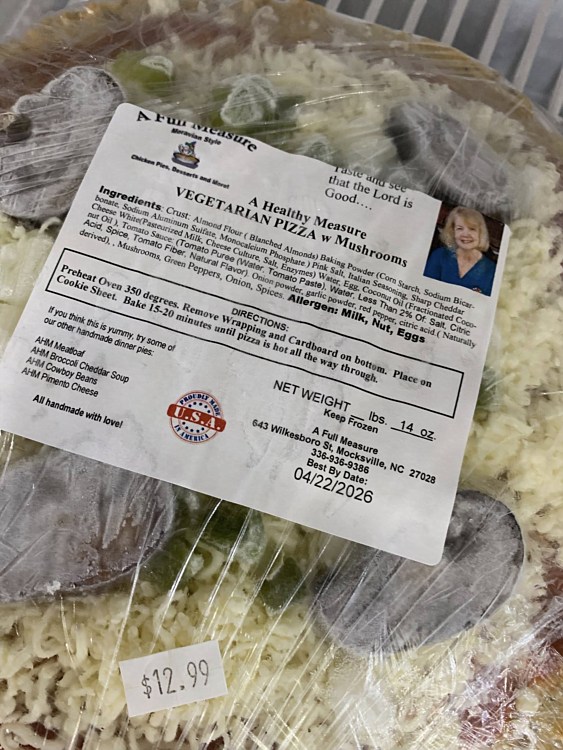 A Full Measure
Moravian Style
Chicken Pies, Desserts and More!
Taste and see
that the Lord is
Good....
A Healthy Measure
VEGETARIAN PIZZA w Mushrooms
Ingredients: Crust: Almond Flour ( Blanched Almonds) Baking Powder (Corn Starch, Sodium Bicar-
bonate, Sodium Aluminum Sulfate, Monocalcium Phosphate ) Pink Salt, Italian Seasoning, Sharp Cheddar
Cheese White(Pasteurized Milk, Cheese Culture, Salt, Enzymes) Water, Egg, Coconut Oil (Fractionated Coco-
nut Oil ), Tomato Sauce: (Tomato Puree (Water, Tomato Paste), Water, Less Than 2% Of: Salt, Citric
Acid, Spice, Tomato Fiber, Natural Flavor). Onion powder, garlic powder, red pepper, citric acid ( Naturally
derived), , Mushrooms, Green Peppers, Onion, Spices. Allergen: Milk, Nut, Eggs
DIRECTIONS:
Preheat Oven 350 degrees. Remove Wrapping and Cardboard on bottom. Place on
Cookie Sheet. Bake 15-20 minutes until pizza is hot all the way through.
If you think this is yummy, try some of
our other handmade dinner pies:
AHM Meatloaf
AHM Broccoli Cheddar Soup
AHM Cowboy Beans
AHM Pimento Cheese
All handmade with love!
PROUDLY MADE
U.S.A.
IN AMERICA
NET WEIGHT _ lbs. 14 oz.
Keep Frozen
A Full Measure
643 Wilkesboro St, Mocksville, NC 27028
336-936-9386
Best By Date:
04/22/2026
$12.99